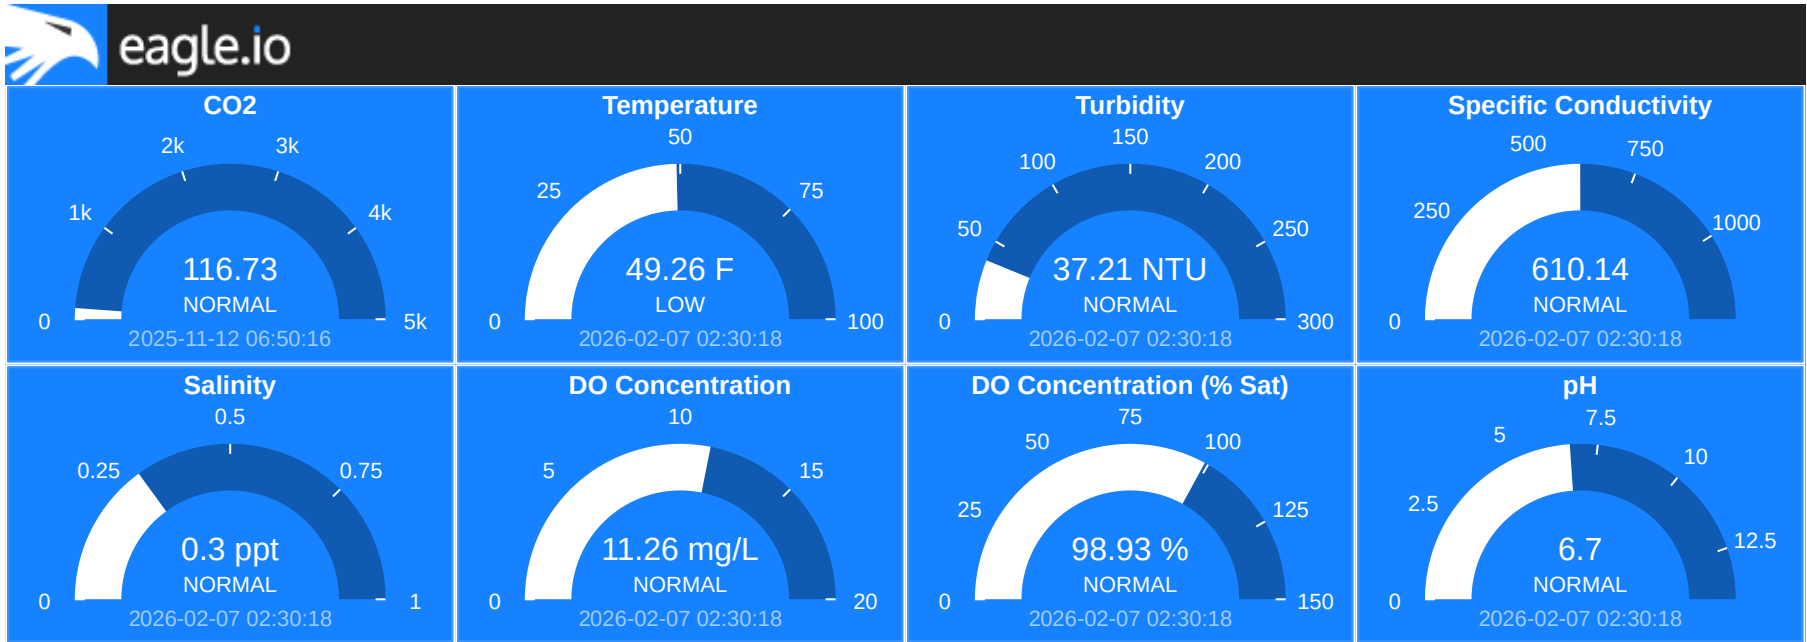 eagle.io
CO2
2k
3k
1k
4k
116.73
NORMAL
0
5k
2025-11-12 06:50:16
Temperature
50
25
75
49.26 F
LOW
0
100
2026-02-07 02:30:18
Turbidity
150
100
200
50
250
37.21 NTU
NORMAL
0
300
2026-02-07 02:30:18
Specific Conductivity
500
750
250
1000
610.14
NORMAL
0
2026-02-07 02:30:18
Salinity
0.5
0.25
0.75
0.3 ppt
NORMAL
0
1
2026-02-07 02:30:18
DO Concentration
10
5
15
11.26 mg/L
NORMAL
0
20
2026-02-07 02:30:18
DO Concentration (% Sat)
75
50
100
25
125
98.93 %
NORMAL
0
150
2026-02-07 02:30:18
pH
7.5
5
10
2.5
12.5
6.7
NORMAL
0
2026-02-07 02:30:18